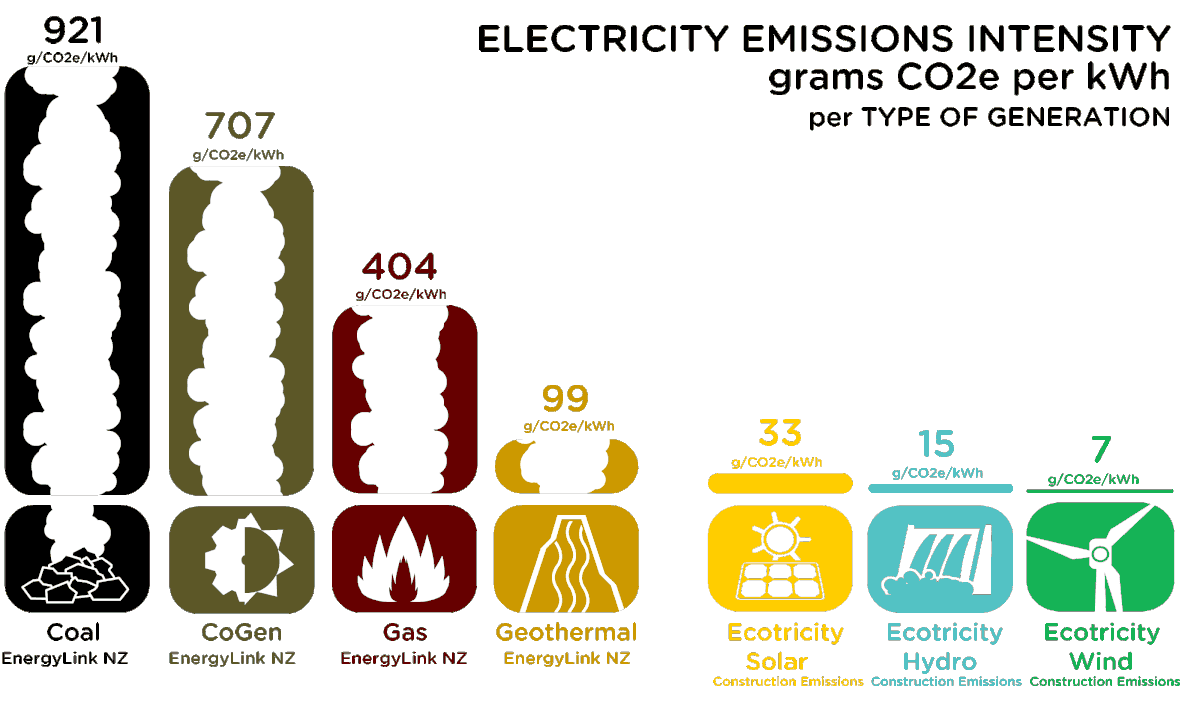 ELECTRICITY EMISSIONS INTENSITY
grams CO2e per kWh
per TYPE OF GENERATION
921
g/CO2e/kWh
707
g/CO2e/kWh
404
g/CO2e/kWh
99
g/CO2e/kWh
33
g/CO2e/kWh
15
g/CO2e/kWh
7
g/CO2e/kWh
Coal
EnergyLink NZ
CoGen
EnergyLink NZ
Gas
EnergyLink NZ
Geothermal
EnergyLink NZ
Ecotricity
Solar
Construction Emissions
Ecotricity
Hydro
Construction Emissions
Ecotricity
Wind
Construction Emissions